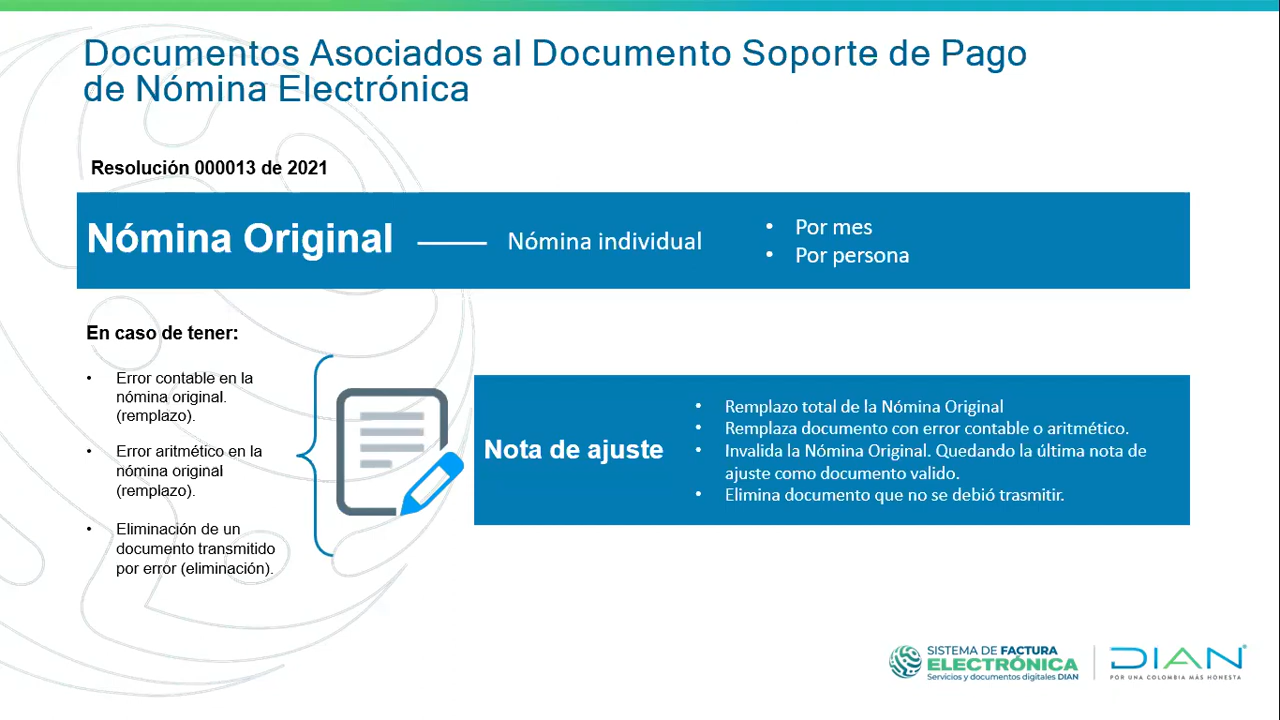 Documentos Asociados al Documento Soporte de Pago
de Nómina Electrónica
Resolución 000013 de 2021
Nómina Original
Nómina individual
• Por mes
• Por persona
En caso de tener:
• Error contable en la
nómina original.
(remplazo).
• Error aritmético en la
nómina original
(remplazo).
• Eliminación de un
documento transmitido
por error (eliminación).
Nota de ajuste
• Remplazo total de la Nómina Original
• Remplaza documento con error contable o aritmético.
• Invalida la Nómina Original. Quedando la última nota de
ajuste como documento valido.
• Elimina documento que no se debió trasmitir.
SISTEMA DE FACTURA
ELECTRÓNICA
Servicios y documentos digitales DIAN
DIAN
POR UNA COLOMBIA MÁS HONESTA